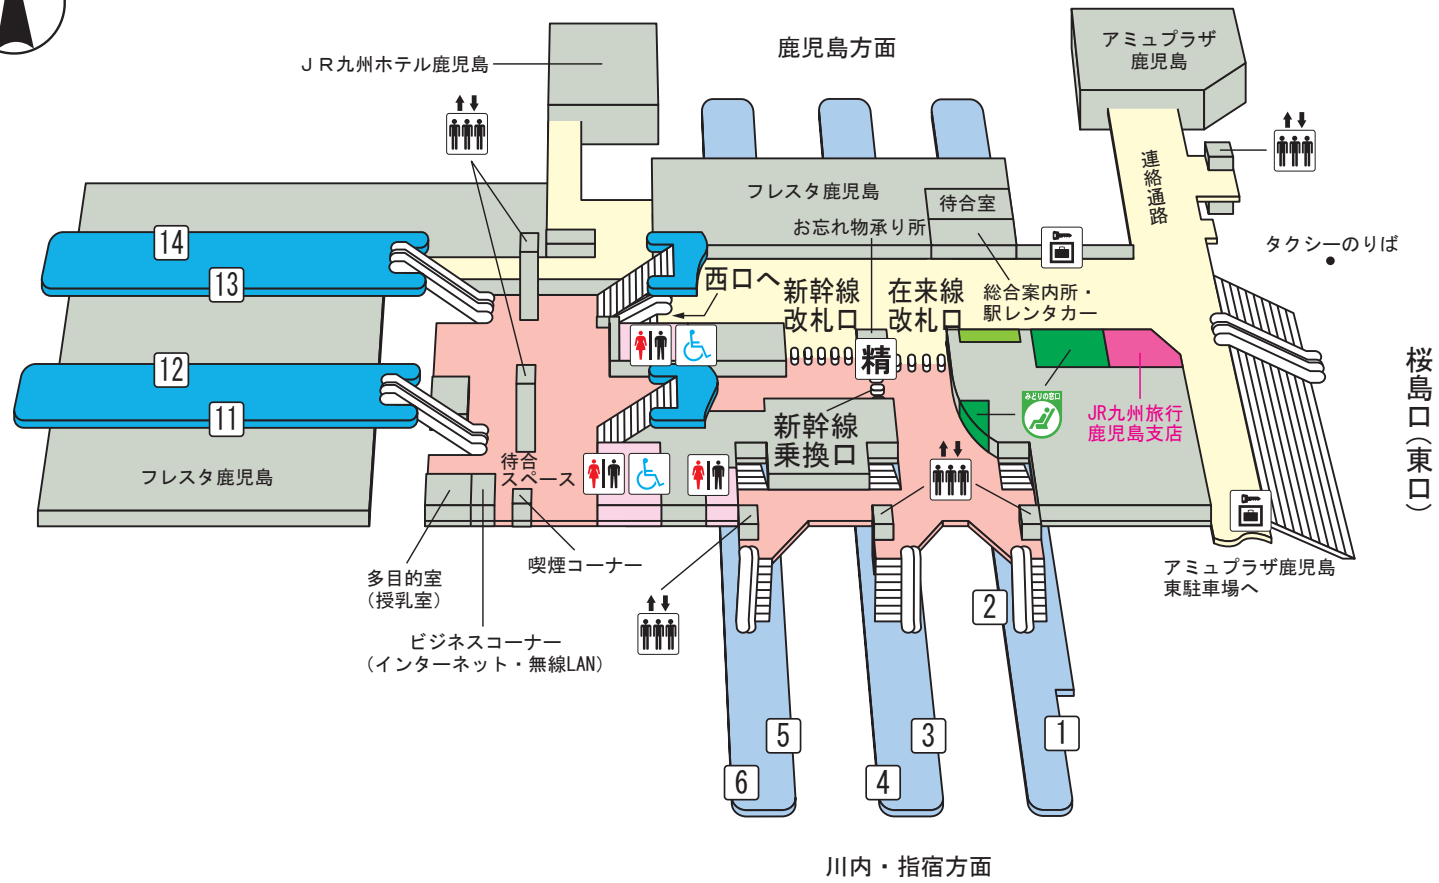 アミュプラザ
鹿児島
鹿児島方面
ＪＲ九州ホテル鹿児島
連絡通路
フレスタ鹿児島
待合室
お忘れ物承り所
タクシーのりば
14
13
西口へ
新幹線
改札口
在来線
改札口
総合案内所・
駅レンタカー
精
12
11
桜島口（東口）
みどりの窓口
JR九州旅行
鹿児島支店
新幹線
乗換口
待合
スペース
フレスタ鹿児島
喫煙コーナー
多目的室
（授乳室）
アミュプラザ鹿児島
東駐車場へ
ビジネスコーナー
（インターネット・無線LAN）
2
5
3
1
6
4
川内・指宿方面